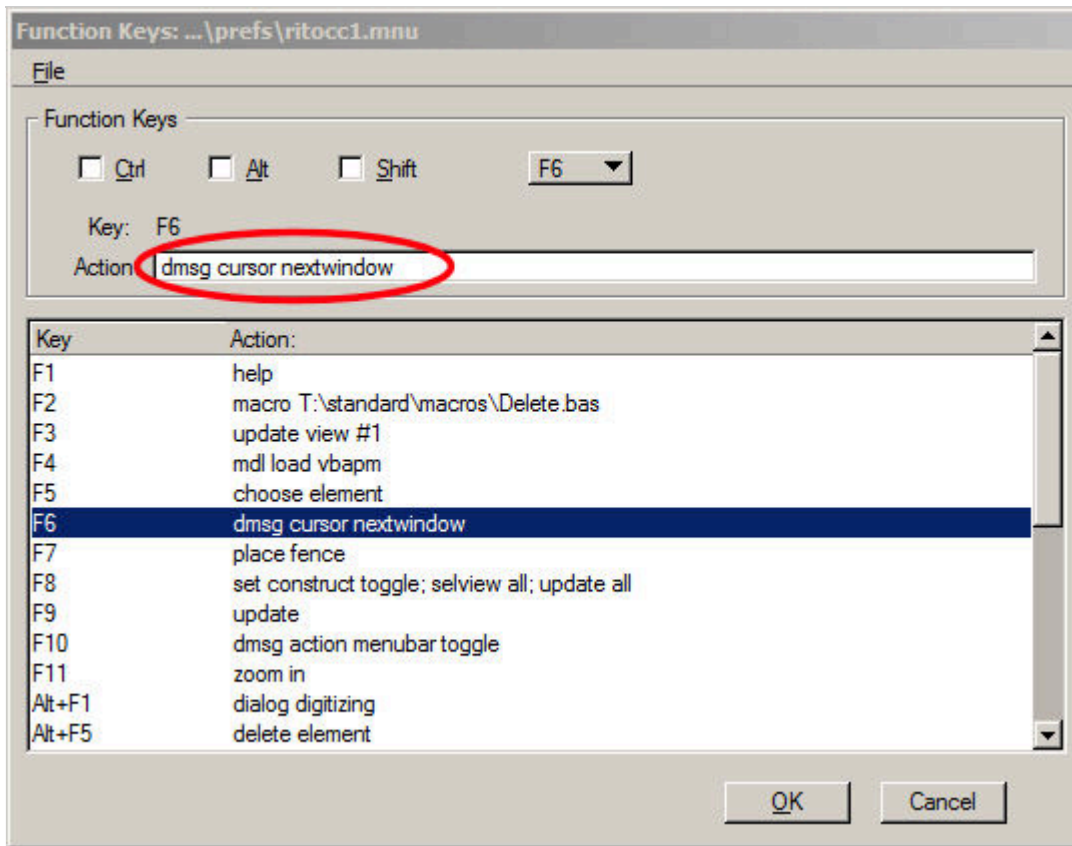 Function Keys: ...\prefs\ritocc1.mnu
File
Function Keys
Ctrl Alt Shift F6
Key: F6
Action dmsg cursor nextwindow
Key Action:
F1 help
F2 macro T:\standard\macros\Delete.bas
F3 update view #1
F4 mdl load vbapm
F5 choose element
F6 dmsg cursor nextwindow
F7 place fence
F8 set construct toggle; selview all; update all
F9 update
F10 dmsg action menubar toggle
F11 zoom in
Alt+F1 dialog digitizing
Alt+F5 delete element
OK Cancel